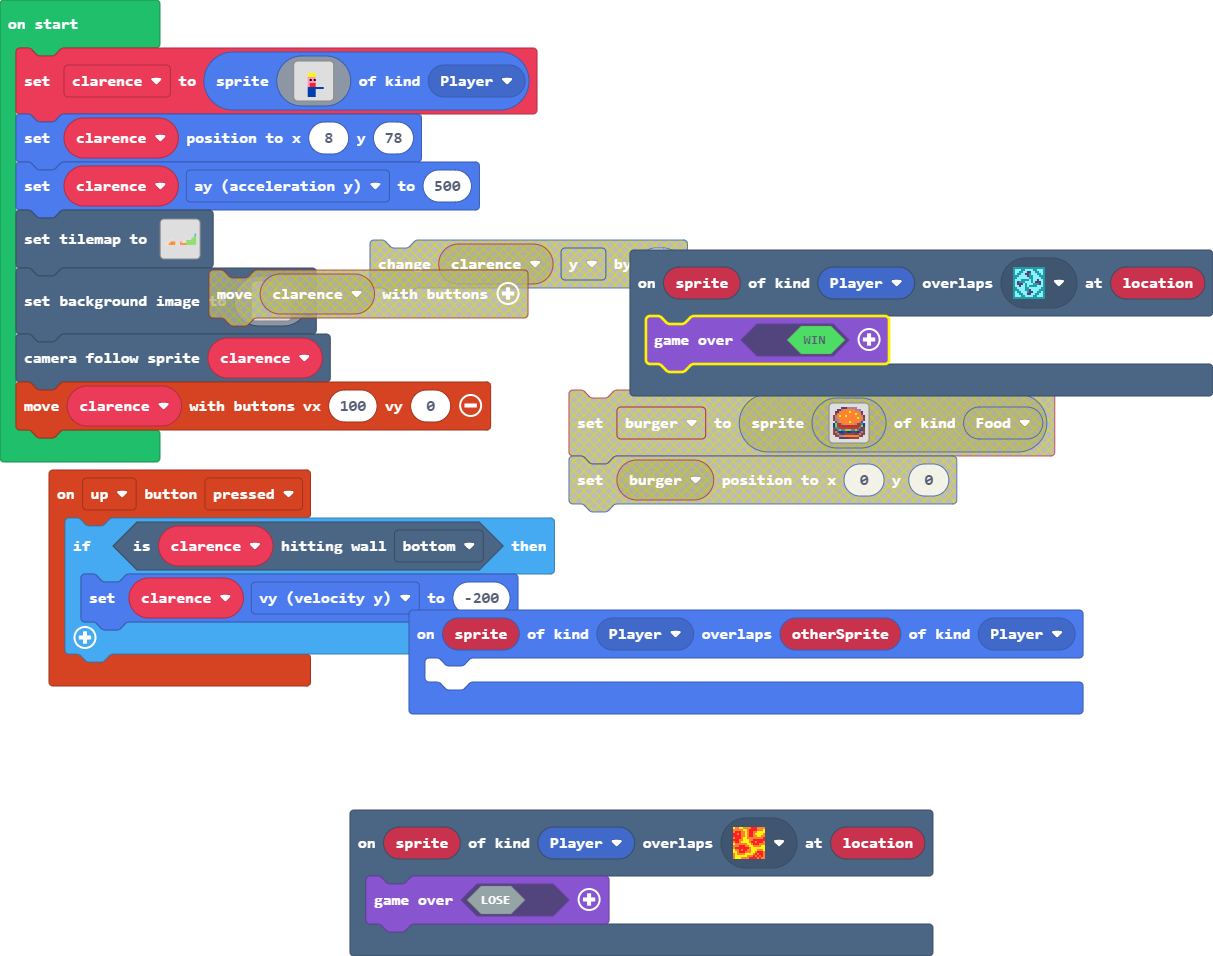 on start
set clarence to sprite of kind Player
set clarence position to x 8 y 78
set clarence ay (acceleration y) to 500
set tilemap to
change clarence y by
on sprite of kind Player overlaps at location
set background image to
move clarence with buttons
game over WIN
camera follow sprite clarence
move clarence with buttons vx 100 vy 0
set burger to sprite of kind Food
set burger position to x 0 y 0
on up button pressed
if is clarence hitting wall bottom then
set clarence vy (velocity y) to -200
on sprite of kind Player overlaps otherSprite of kind Player
on sprite of kind Player overlaps at location
game over LOSE